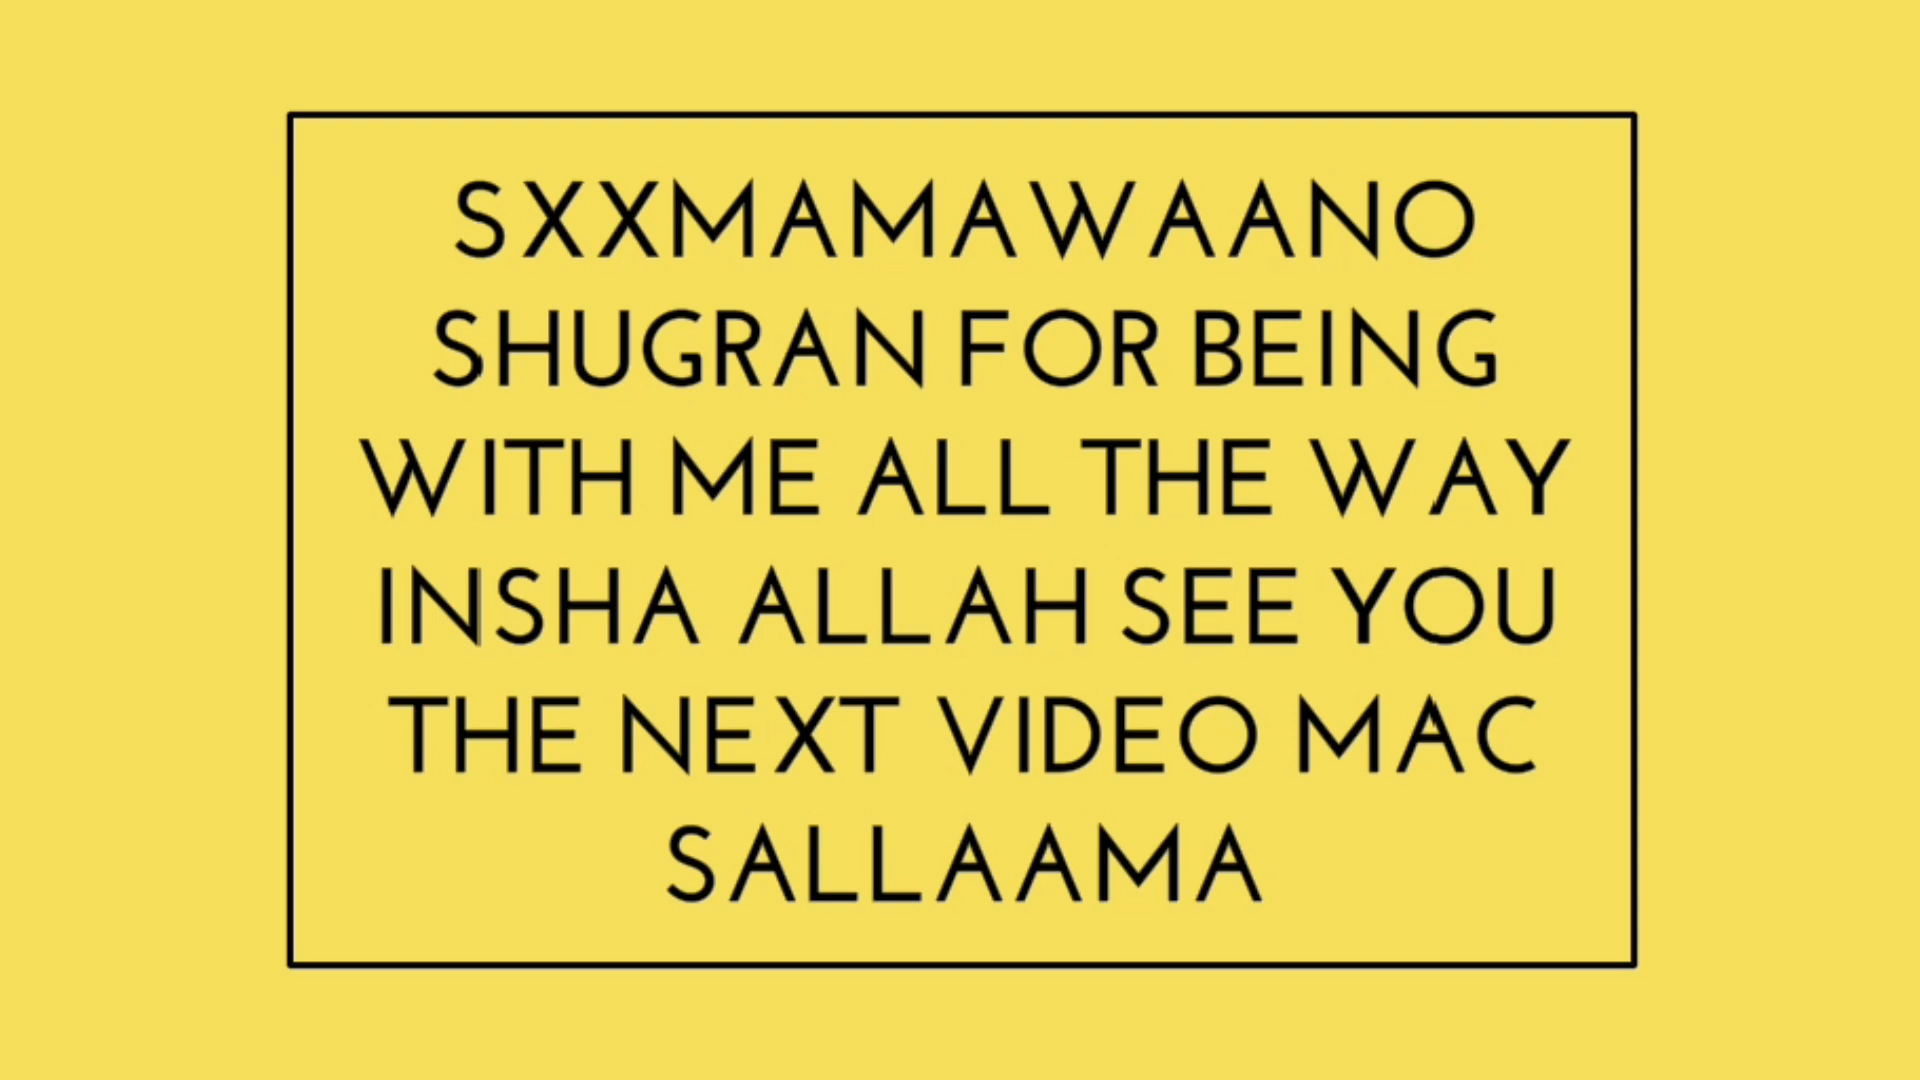 SXXMAMAWAANO
SHUGRAN FOR BEING
WITH ME ALL THE WAY
INSHA ALLAH SEE YOU
THE NEXT VIDEO MAC
SALLAAMA